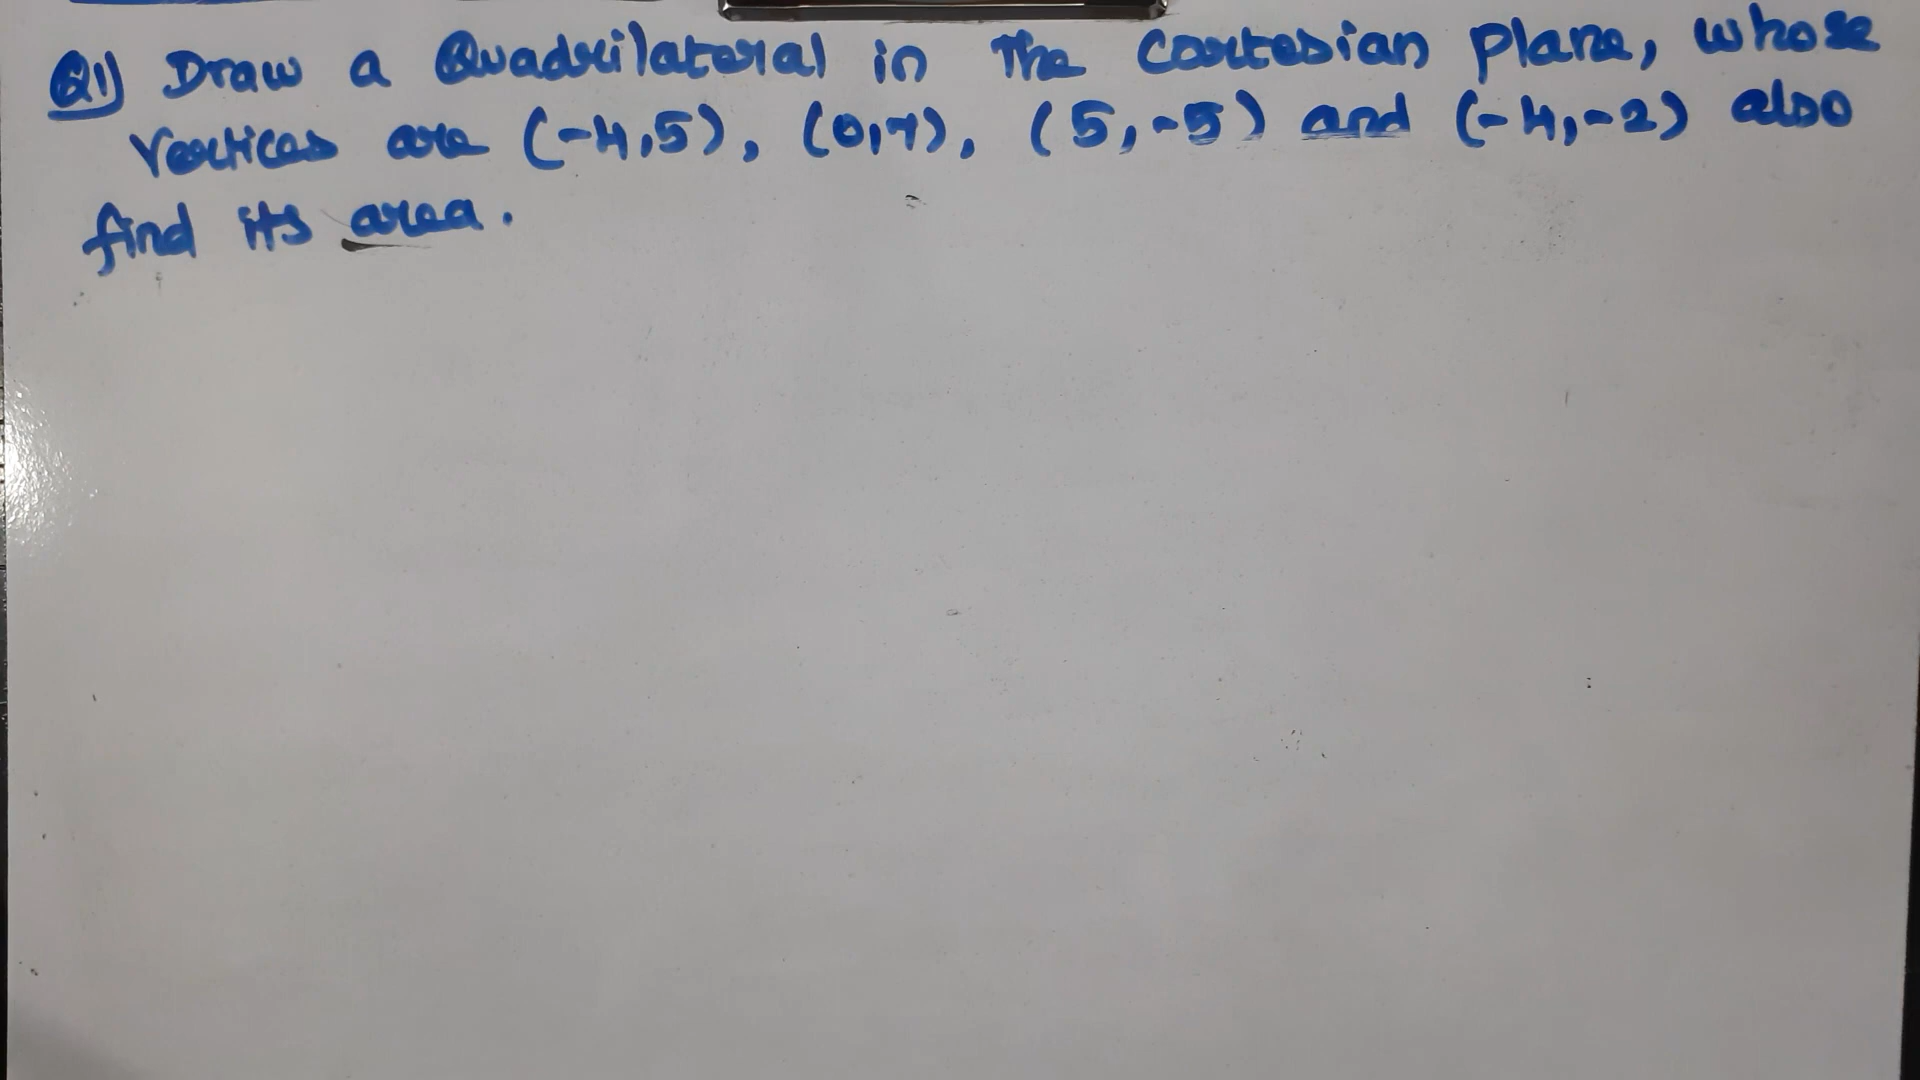 Q1) Draw a Quadrilateral in The Cartesian plane, whose
Vertices are (-4,5), (0,7), (5,-5) and (-4,-2) also
find its area.